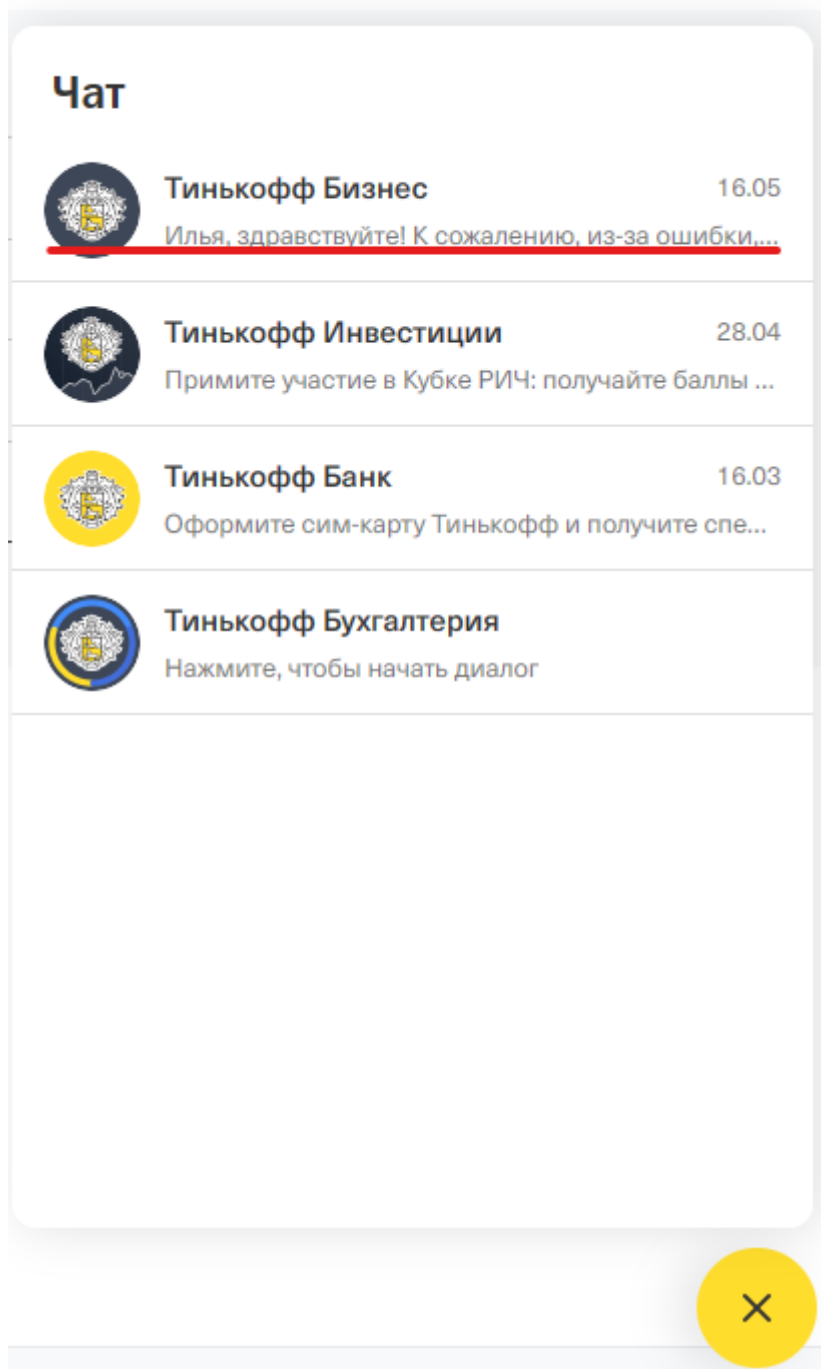 Чат
Тинькофф Бизнес 16.05
Илья, здравствуйте! К сожалению, из-за ошибки,...
Тинькофф Инвестиции 28.04
Примите участие в Кубке РИЧ: получайте баллы ...
Тинькофф Банк 16.03
Оформите сим-карту Тинькофф и получите спе...
Тинькофф Бухгалтерия
Нажмите, чтобы начать диалог